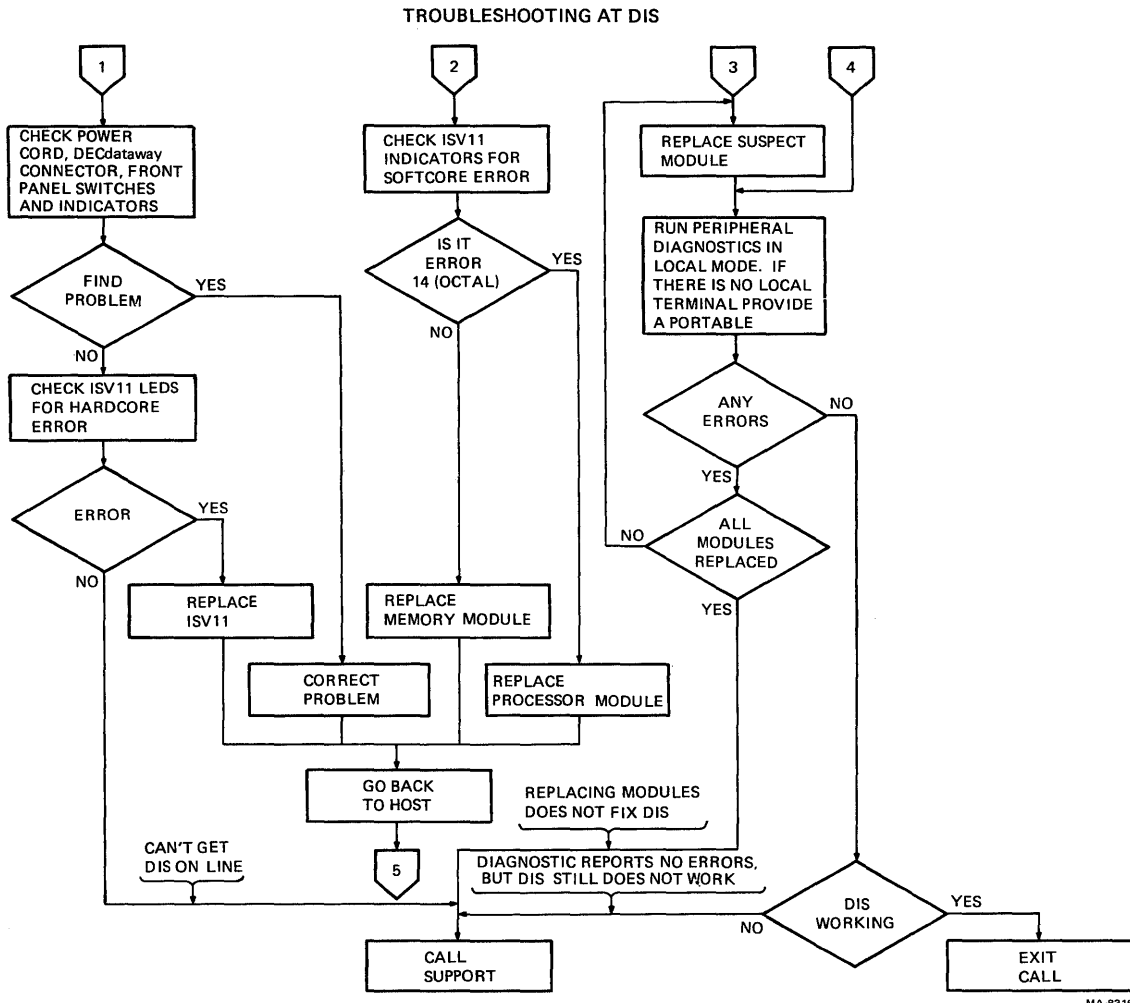 TROUBLESHOOTING AT DIS
1
2
3
4
CHECK POWER
CORD, DECdataway
CONNECTOR, FRONT
PANEL SWITCHES
AND INDICATORS
CHECK ISV11
INDICATORS FOR
SOFTCORE ERROR
REPLACE SUSPECT
MODULE
RUN PERIPHERAL
DIAGNOSTICS IN
LOCAL MODE. IF
THERE IS NO LOCAL
TERMINAL PROVIDE
A PORTABLE
FIND
PROBLEM
YES
NO
IS IT
ERROR
14 (OCTAL)
YES
NO
CHECK ISV11 LEDS
FOR HARDCORE
ERROR
ANY
ERRORS
NO
YES
ERROR
YES
NO
ALL
MODULES
REPLACED
NO
YES
REPLACE
ISV11
REPLACE
MEMORY MODULE
CORRECT
PROBLEM
REPLACE
PROCESSOR MODULE
GO BACK
TO HOST
5
REPLACING MODULES
DOES NOT FIX DIS
CAN'T GET
DIS ON LINE
DIAGNOSTIC REPORTS NO ERRORS,
BUT DIS STILL DOES NOT WORK
DIS
WORKING
NO
YES
CALL
SUPPORT
EXIT
CALL